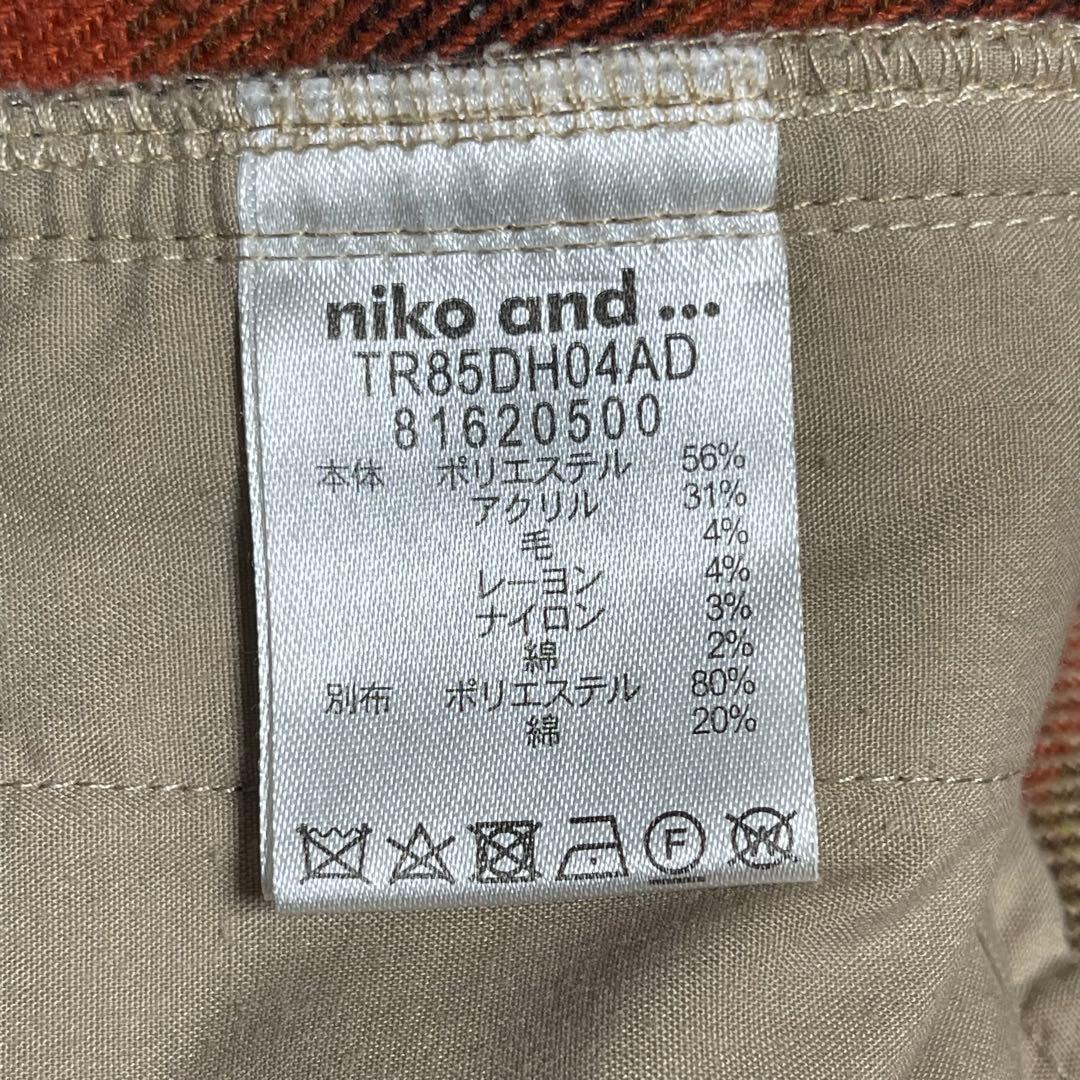 niko and ...
TR85DH04AD
81620500
本体 ポリエステル 56%
アクリル 31%
毛 4%
レーヨン 4%
ナイロン 3%
綿 2%
別布 ポリエステル 80%
綿 20%
F W